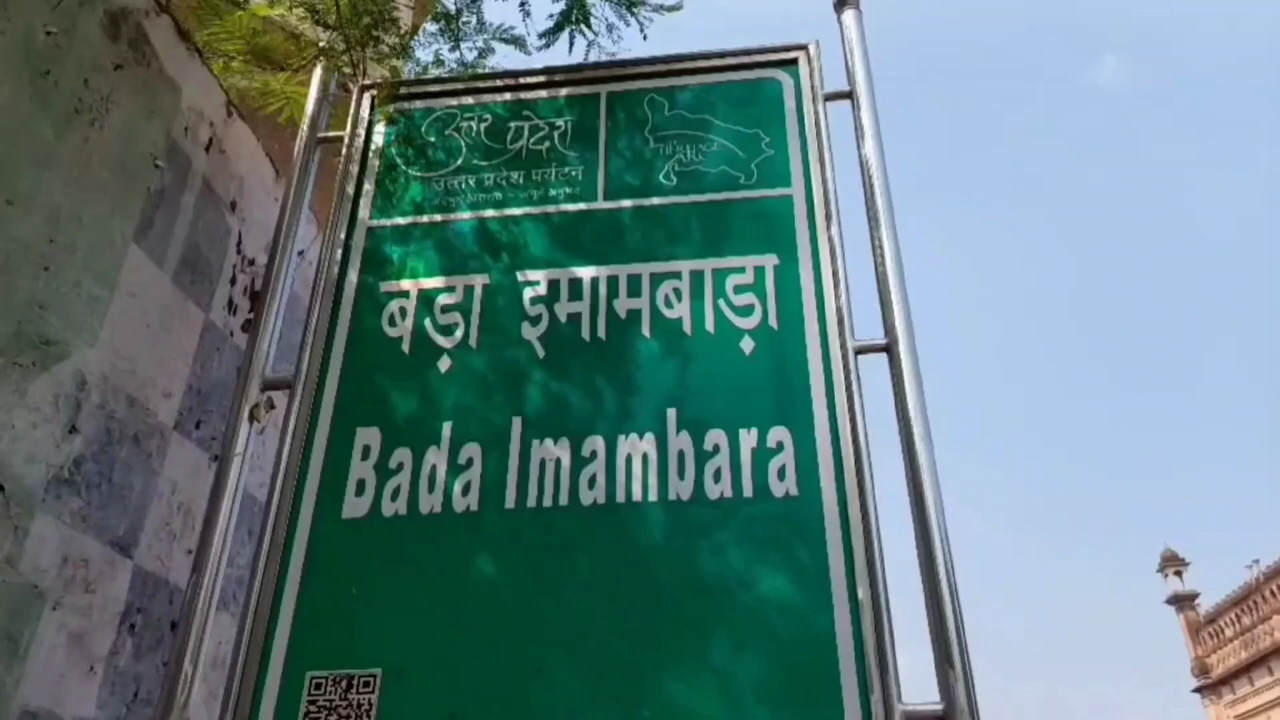 उत्तर प्रदेश
उत्तर प्रदेश पर्यटन
बड़ा इमामबाड़ा
Bada Imambara